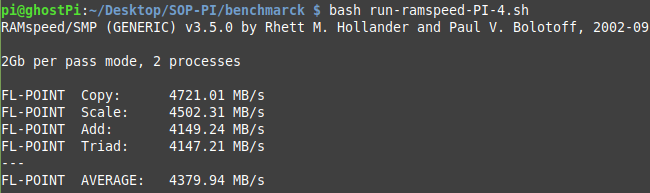 pi@ghostPi:~/Desktop/SOP-PI/benchmarck $ bash run-ramspeed-PI-4.sh
RAMspeed/SMP (GENERIC) v3.5.0 by Rhett M. Hollander and Paul V. Bolotoff, 2002-09
2Gb per pass mode, 2 processes
FL-POINT  Copy:      4721.01 MB/s
FL-POINT  Scale:     4502.31 MB/s
FL-POINT  Add:       4149.24 MB/s
FL-POINT  Triad:     4147.21 MB/s
---
FL-POINT  AVERAGE:   4379.94 MB/s